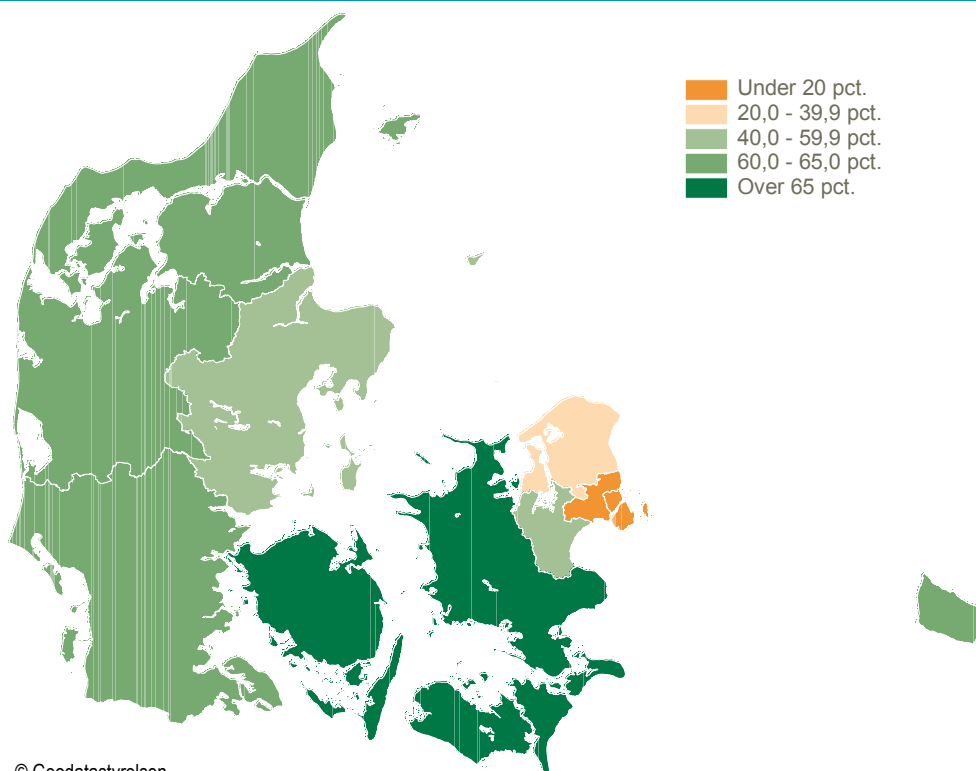 Under 20 pct.
20,0 - 39,9 pct.
40,0 - 59,9 pct.
60,0 - 65,0 pct.
Over 65 pct.
© Geodatastyrelsen